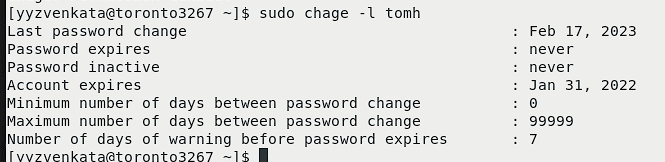 [yyzvenkata@toronto3267 ~]$ sudo chage -l tomh
Last password change : Feb 17, 2023
Password expires : never
Password inactive : never
Account expires : Jan 31, 2022
Minimum number of days between password change : 0
Maximum number of days between password change : 99999
Number of days of warning before password expires : 7
[yyzvenkata@toronto3267 ~]$